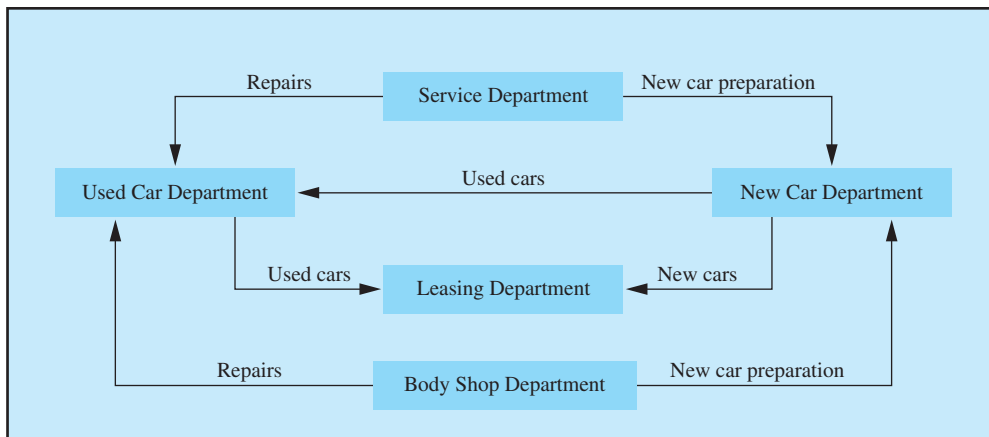 Repairs
Service Department
New car preparation
Used Car Department
Used cars
New Car Department
Used cars
Leasing Department
New cars
Repairs
Body Shop Department
New car preparation